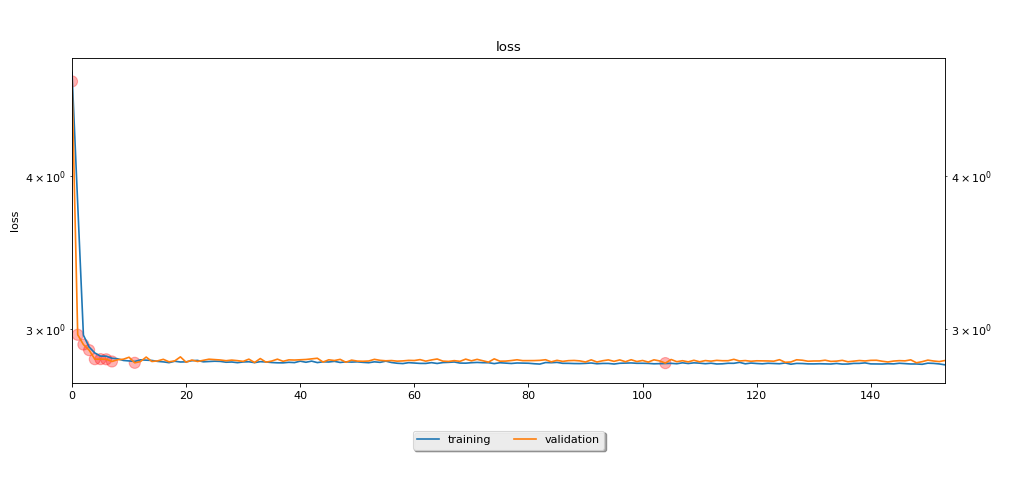 loss
4 × 10⁰ 4 × 10⁰
loss
3 × 10⁰ 3 × 10⁰
0 20 40 60 80 100 120 140
training validation